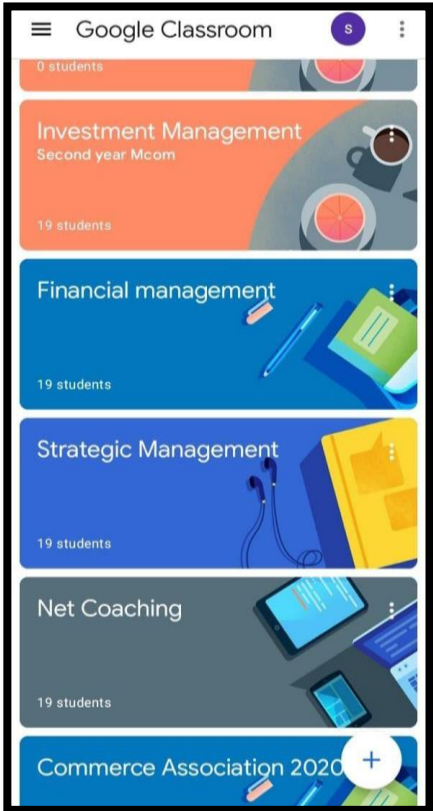 Google Classroom
S
0 students
Investment Management
Second year Mcom
19 students
Financial management
19 students
Strategic Management
19 students
Net Coaching
19 students
Commerce Association 2020
+